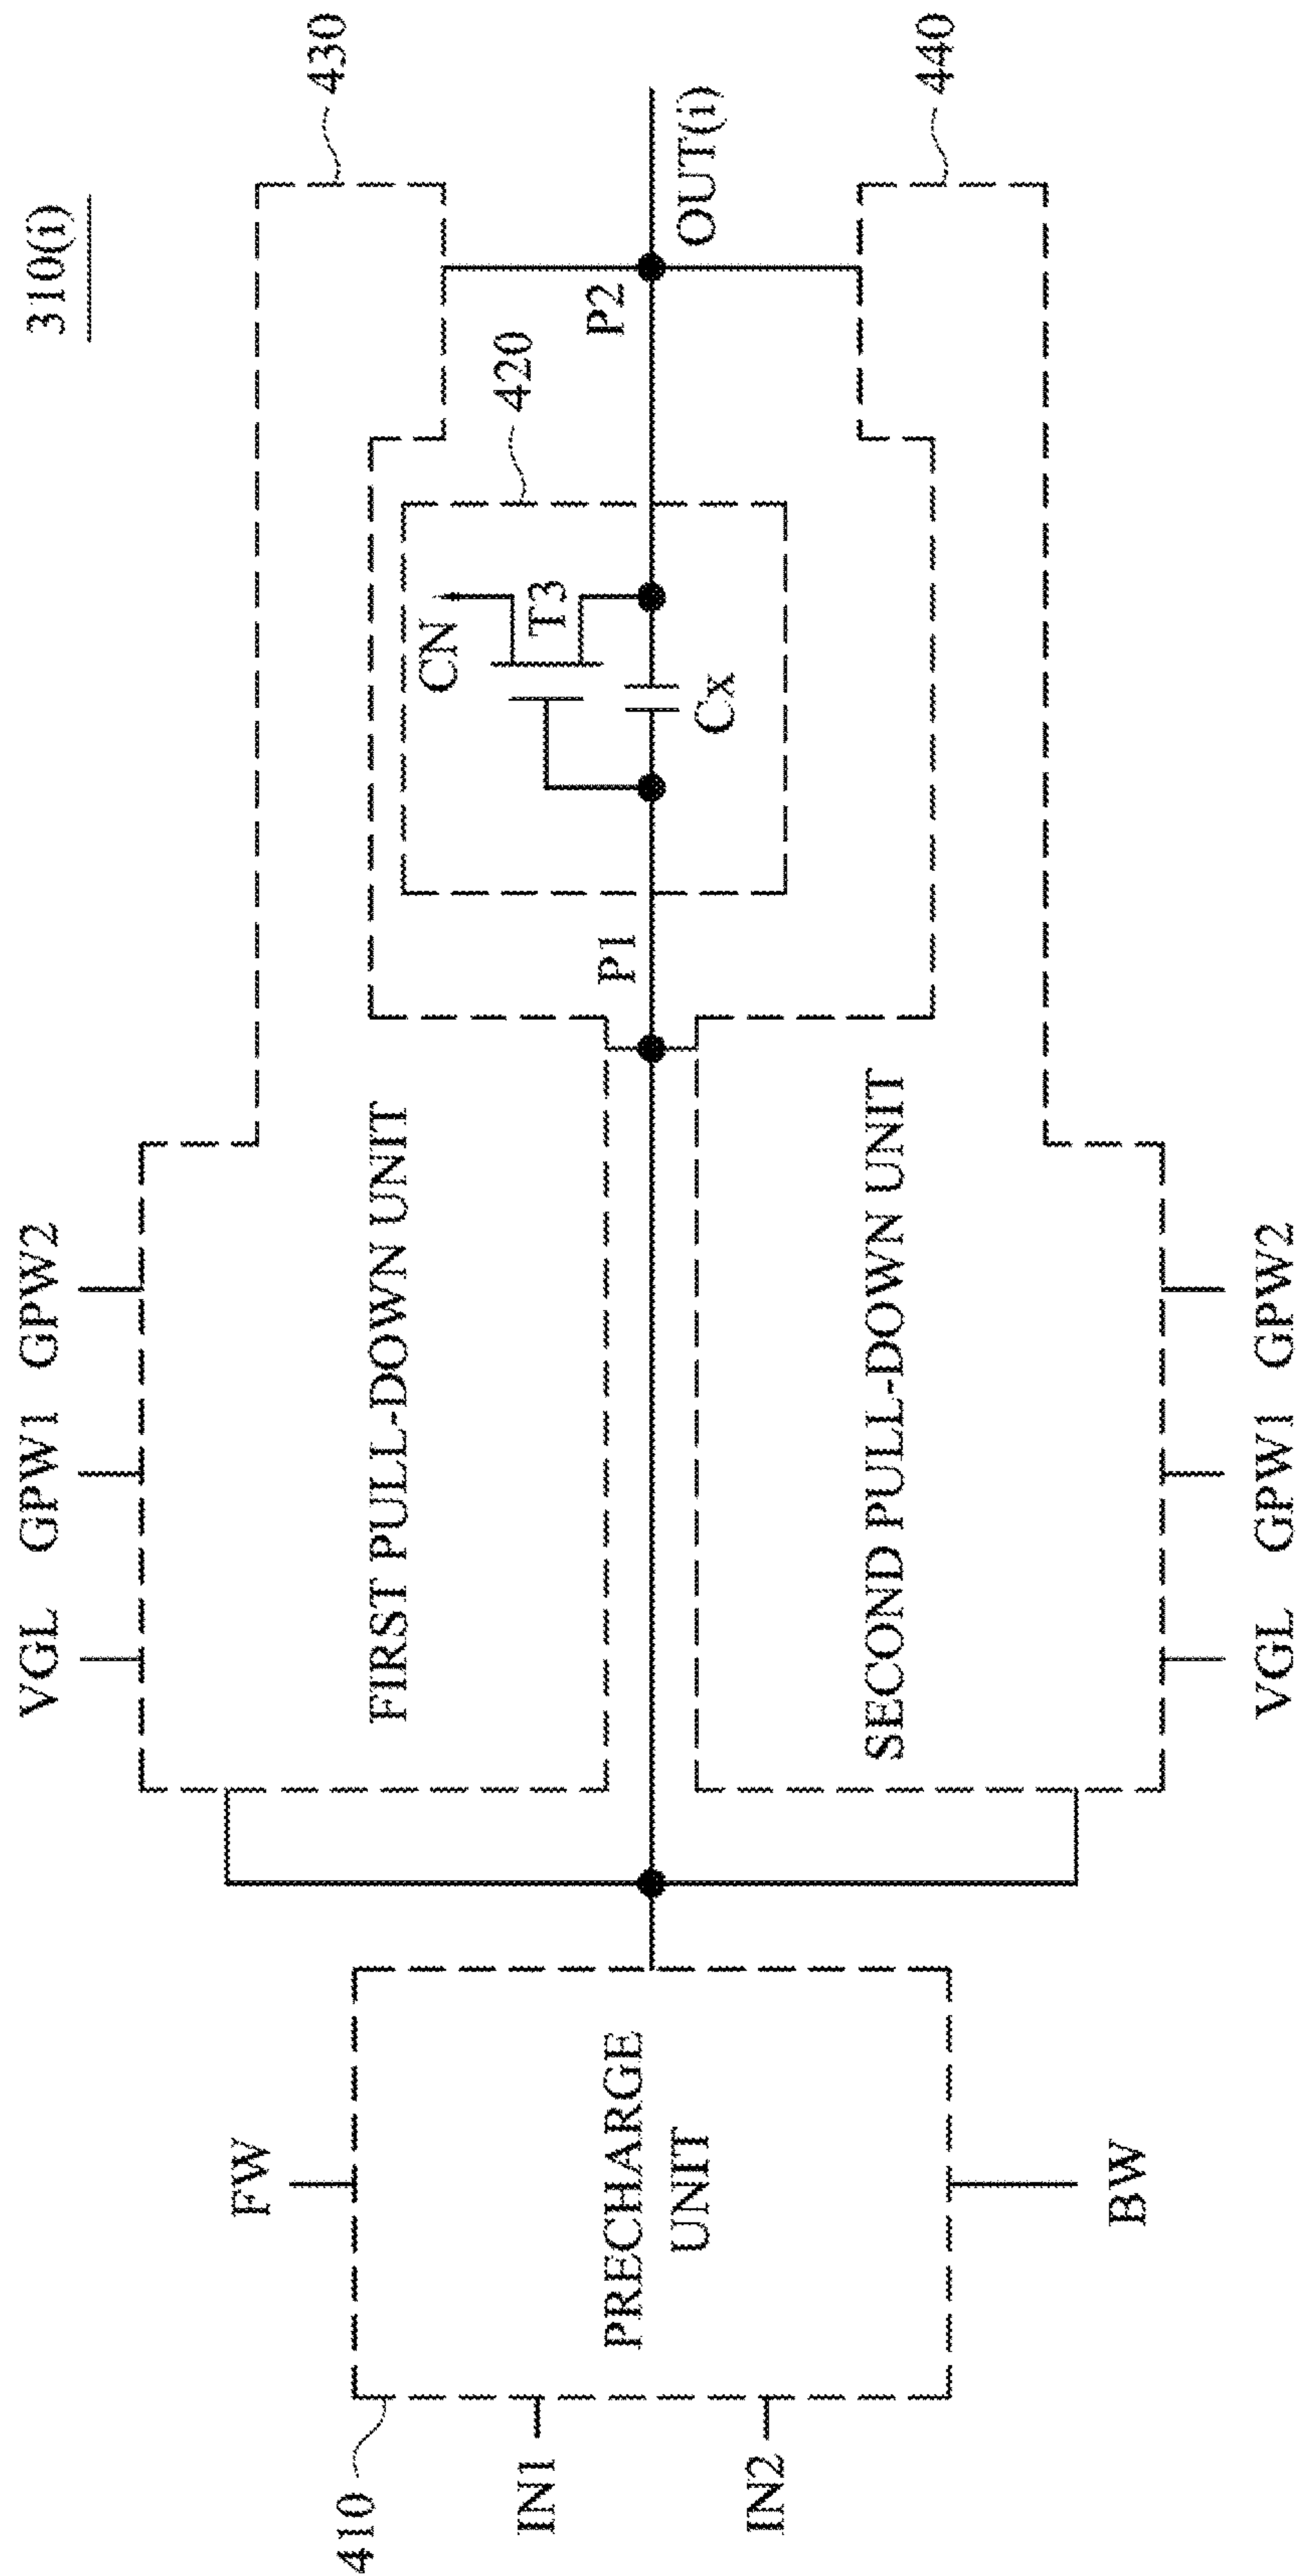 310(i)
VGL GPW1 GPW2
430
FIRST PULL-DOWN UNIT
FW
410
PRECHARGE
UNIT
IN1
IN2
BW
420
CN
T3
Cx
P1
P2
OUT(i)
SECOND PULL-DOWN UNIT
440
VGL GPW1 GPW2